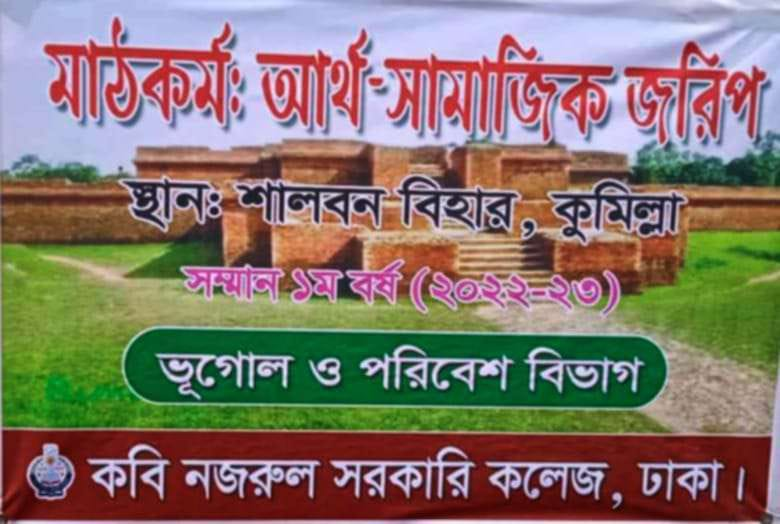 মাঠকর্ম: আর্থ-সামাজিক জরিপ
স্থান: শালবন বিহার, কুমিল্লা
সম্মান ১ম বর্ষ (২০২২-২৩)
ভূগোল ও পরিবেশ বিভাগ
কবি নজরুল সরকারি কলেজ, ঢাকা।